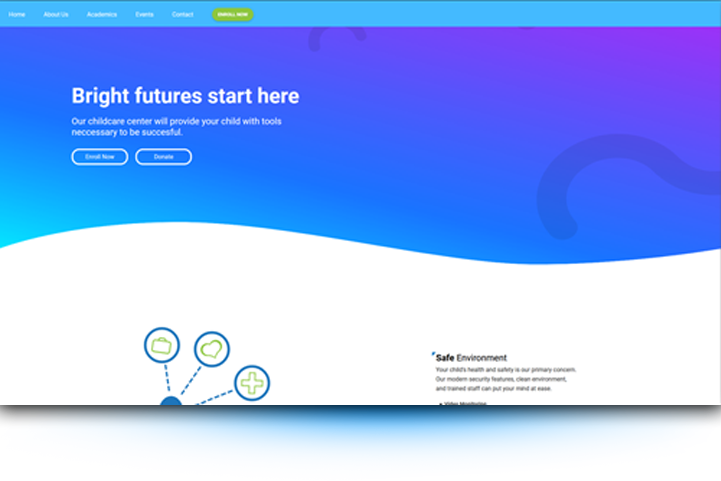 Home About Us Academics Events Contact ENROLL NOW
Bright futures start here
Our childcare center will provide your child with tools
neccessary to be succesful.
Enroll Now Donate
Safe Environment
Your child's health and safety is our primary concern.
Our modern security features, clean environment,
and trained staff can put your mind at ease.
Video Monitoring